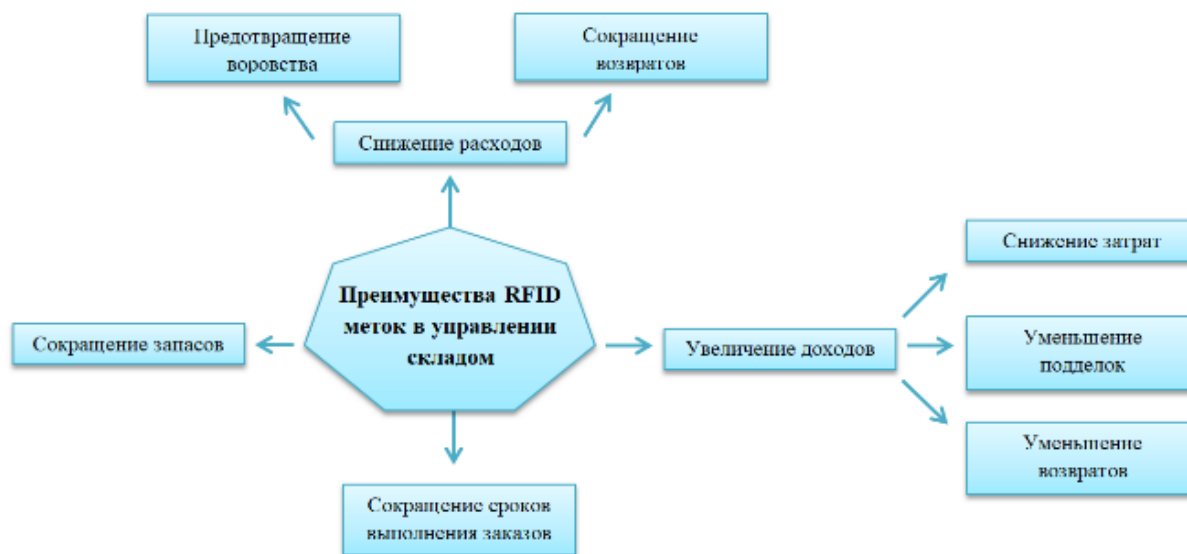 Предотвращение
воровства
Сокращение
возвратов
Снижение расходов
Снижение затрат
Преимущества RFID
меток в управлении
складом
Сокращение запасов
Увеличение доходов
Уменьшение
подделок
Уменьшение
возвратов
Сокращение сроков
выполнения заказов